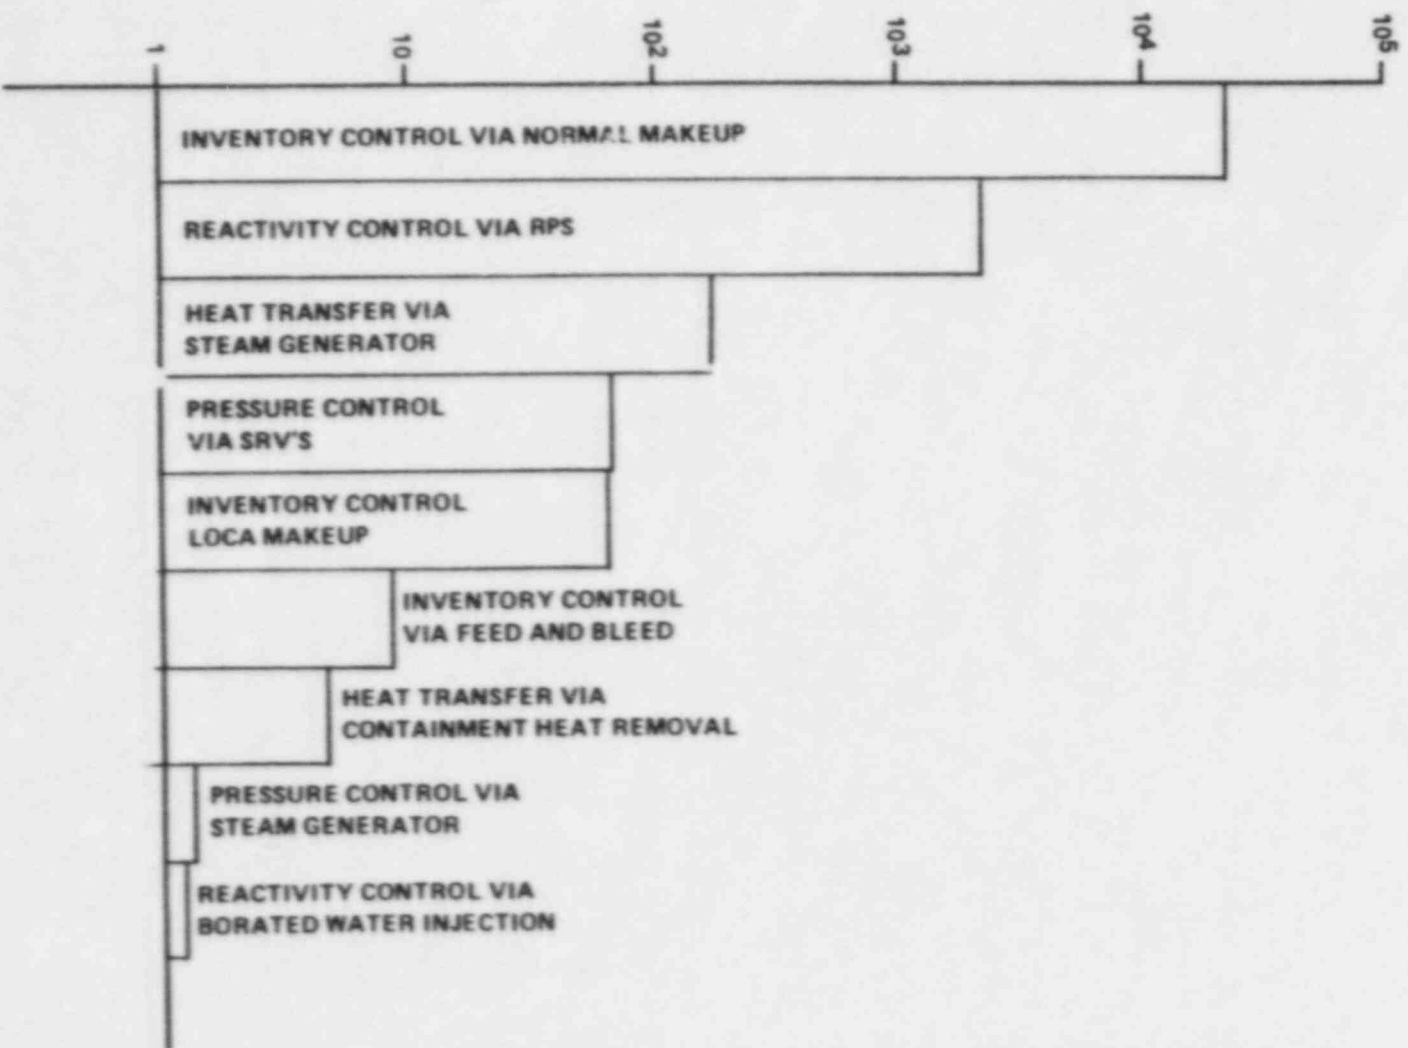 1 10 10² 10³ 10⁴ 10⁵
INVENTORY CONTROL VIA NORMAL MAKEUP
REACTIVITY CONTROL VIA RPS
HEAT TRANSFER VIA
STEAM GENERATOR
PRESSURE CONTROL
VIA SRV'S
INVENTORY CONTROL
LOCA MAKEUP
INVENTORY CONTROL
VIA FEED AND BLEED
HEAT TRANSFER VIA
CONTAINMENT HEAT REMOVAL
PRESSURE CONTROL VIA
STEAM GENERATOR
REACTIVITY CONTROL VIA
BORATED WATER INJECTION